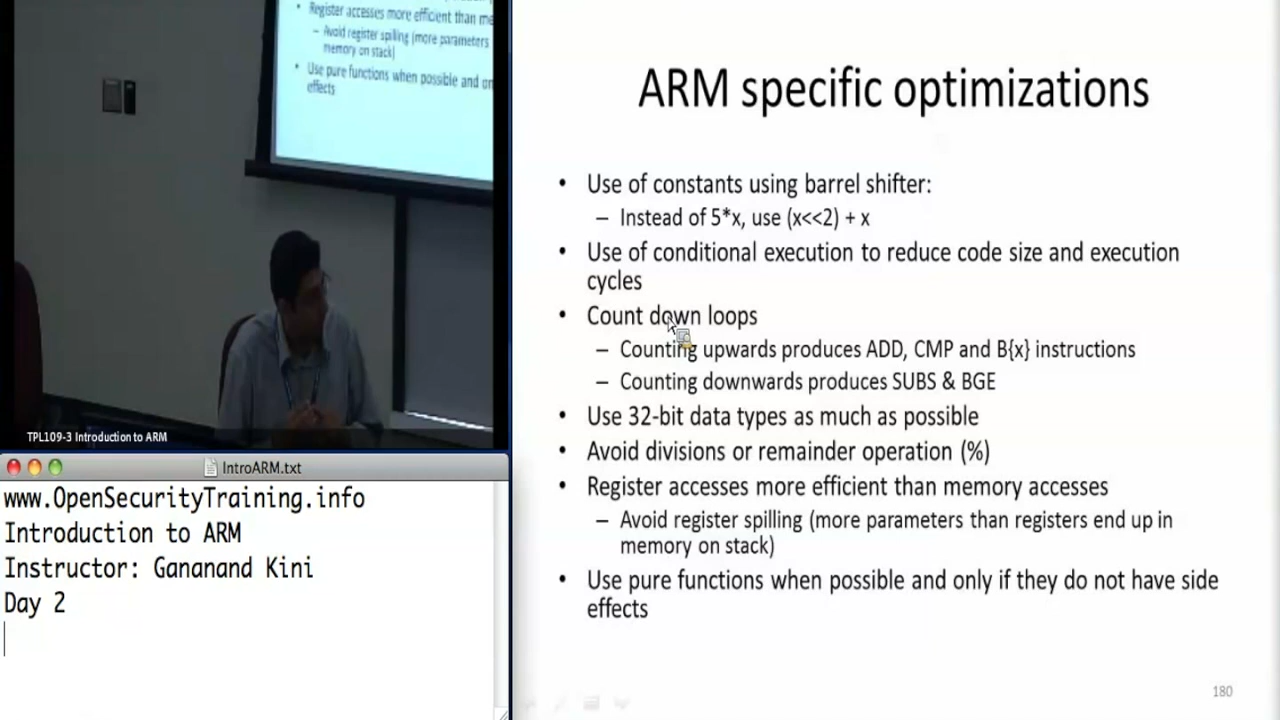 Register accesses more efficient than me
– Avoid register spilling (more parameters
memory on stack)
Use pure functions when possible and on
effects
TPL109-3 Introduction to ARM
IntroARM.txt
www.OpenSecurityTraining.info
Introduction to ARM
Instructor: Gananand Kini
Day 2
ARM specific optimizations
• Use of constants using barrel shifter:
– Instead of 5*x, use (x<<2) + x
• Use of conditional execution to reduce code size and execution
cycles
• Count down loops
– Counting upwards produces ADD, CMP and B{x} instructions
– Counting downwards produces SUBS & BGE
• Use 32-bit data types as much as possible
• Avoid divisions or remainder operation (%)
• Register accesses more efficient than memory accesses
– Avoid register spilling (more parameters than registers end up in
memory on stack)
• Use pure functions when possible and only if they do not have side
effects
180